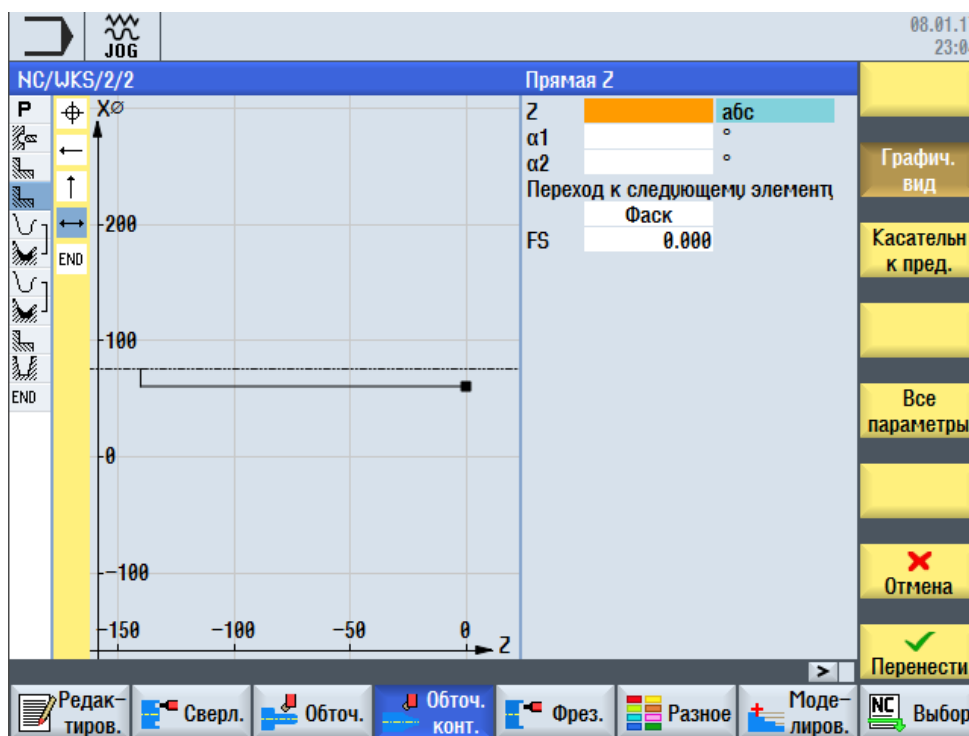 08.01.1
JOG
23:0
NC/WKS/2/2
Прямая Z
P
X∅
Z
абс
α1
°
α2
°
Переход к следующему элементу
Фаск
FS
0.000
END
END
200
100
0
-100
-150
-100
-50
0
Z
Графич.
вид
Касательн
к пред.
Все
параметры
Отмена
Перенести
>
Редак-
тиров.
Сверл.
Обточ.
Обточ.
конт.
Фрез.
Разное
Моде-
лиров.
NC
Выбор